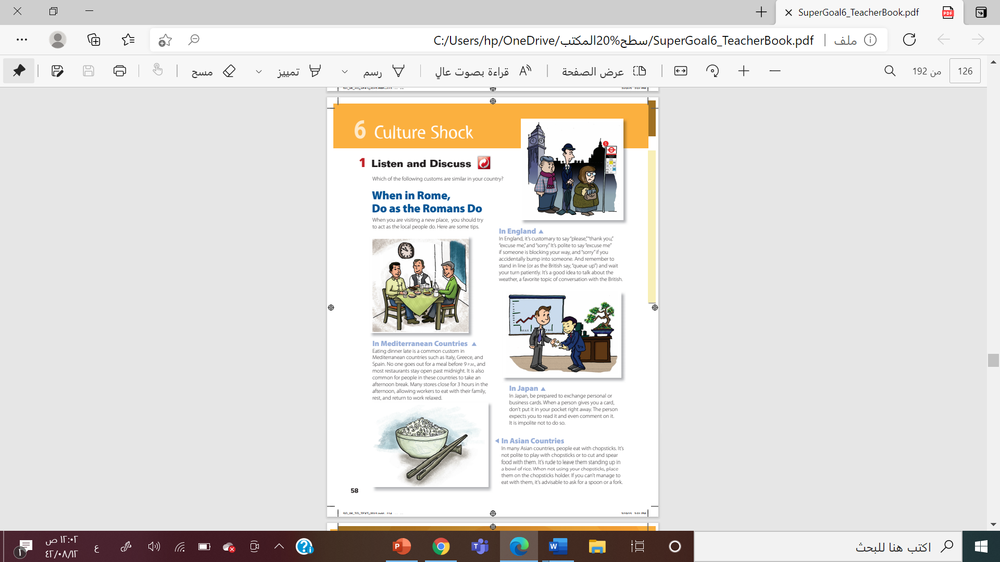 SuperGoal6_TeacherBook.pdf
C:/Users/hp/OneDrive/سطح%20المكتب/SuperGoal6_TeacherBook.pdf
ملف
مسح
تمييز
رسم
قراءة بصوت عالٍ
عرض الصفحة
من 192
126
6 Culture Shock
1 Listen and Discuss
Which of the following customs are similar in your country?
When in Rome,
Do as the Romans Do
When you are visiting a new place, you should try
to act as the local people do. Here are some tips.
In Mediterranean Countries
Eating dinner late is a common custom in
Mediterranean countries such as Italy, Greece, and
Spain. No one goes out for a meal before 9 P.M., and
most restaurants stay open past midnight. It is also
common for people in these countries to take an
afternoon break. Many stores close for 3 hours in the
afternoon, allowing workers to eat with their family,
rest, and return to work relaxed.
In England
In England, it's customary to say "please," "thank you,"
"excuse me," and "sorry." It's polite to say "excuse me"
if someone is blocking your way, and "sorry" if you
accidentally bump into someone. And remember to
stand in line (or as the British say, "queue up") and wait
your turn patiently. It's a good idea to talk about the
weather, a favorite topic of conversation with the British.
In Japan
In Japan, be prepared to exchange personal or
business cards. When a person gives you a card,
don't put it in your pocket right away. The person
expects you to read it and even comment on it.
It is impolite not to do so.
In Asian Countries
In many Asian countries, people eat with chopsticks. It's
not polite to play with chopsticks or to cut and spear
food with them. It's rude to leave them standing up in
a bowl of rice. When not using your chopsticks, place
them on the chopsticks holder. If you can't manage to
eat with them, it's advisable to ask for a spoon or a fork.
58
SG_06_TG_TEXT_2015.indd 114
3/19/15 3:01 PM
١٢:٠٢ ص
٤٢/٠٨/١٢
ع
اكتب هنا للبحث